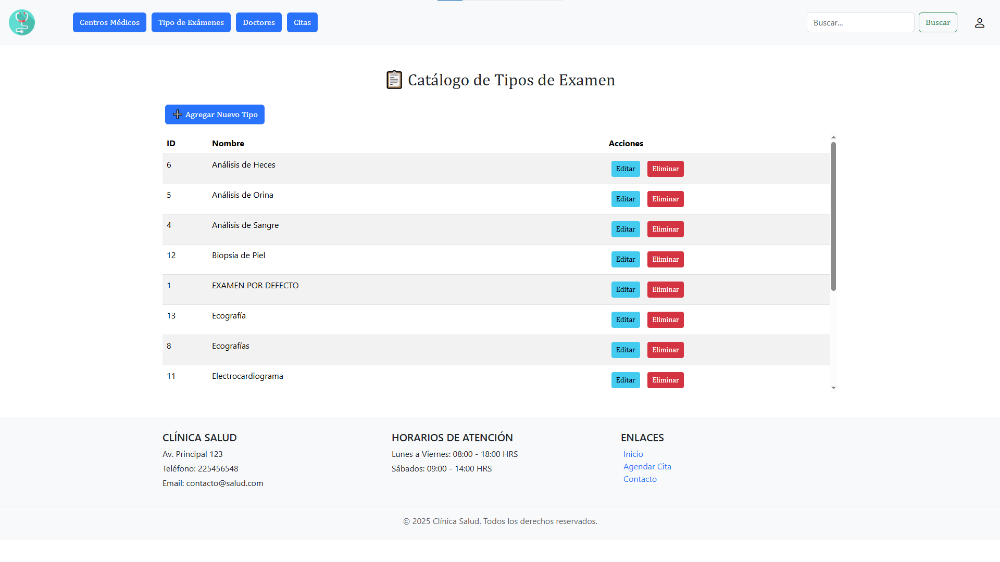 Centros Médicos Tipo de Exámenes Doctores Citas Buscar... Buscar
Catálogo de Tipos de Examen
Agregar Nuevo Tipo
ID Nombre Acciones
6 Análisis de Heces Editar Eliminar
5 Análisis de Orina Editar Eliminar
4 Análisis de Sangre Editar Eliminar
12 Biopsia de Piel Editar Eliminar
1 EXAMEN POR DEFECTO Editar Eliminar
13 Ecografía Editar Eliminar
8 Ecografías Editar Eliminar
11 Electrocardiograma Editar Eliminar
CLÍNICA SALUD
Av. Principal 123
Teléfono: 225456548
Email: contacto@salud.com
HORARIOS DE ATENCIÓN
Lunes a Viernes: 08:00 - 18:00 HRS
Sábados: 09:00 - 14:00 HRS
ENLACES
Inicio
Agendar Cita
Contacto
© 2025 Clínica Salud. Todos los derechos reservados.